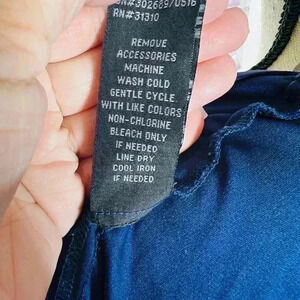 RN#31310
REMOVE
ACCESSORIES
MACHINE
WASH COLD
GENTLE CYCLE
WITH LIKE COLORS
NON-CHLORINE
BLEACH ONLY
IF NEEDED
LINE DRY
COOL IRON
IF NEEDED